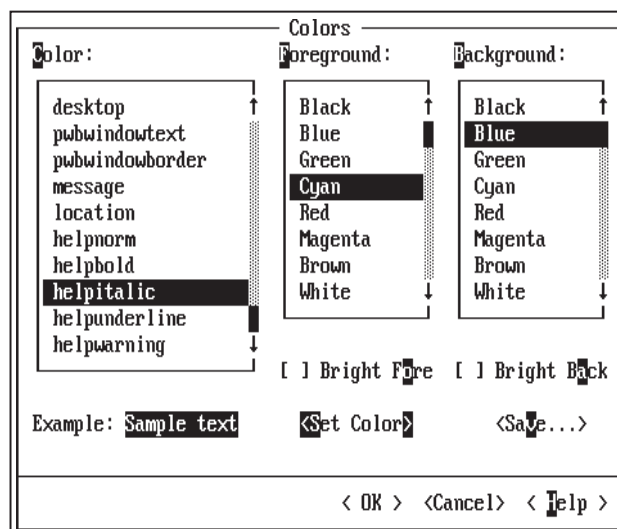 Colors
Color: Foreground: Background:
desktop Black Black
pwbwindowtext Blue Blue
pwbwindowborder Green Green
message Cyan Cyan
location Red Red
helpnorm Magenta Magenta
helpbold Brown Brown
helpitalic White White
helpunderline
helpwarning
[ ] Bright Fore [ ] Bright Back
Example: Sample text <Set Color> <Save...>
< OK > <Cancel> < Help >